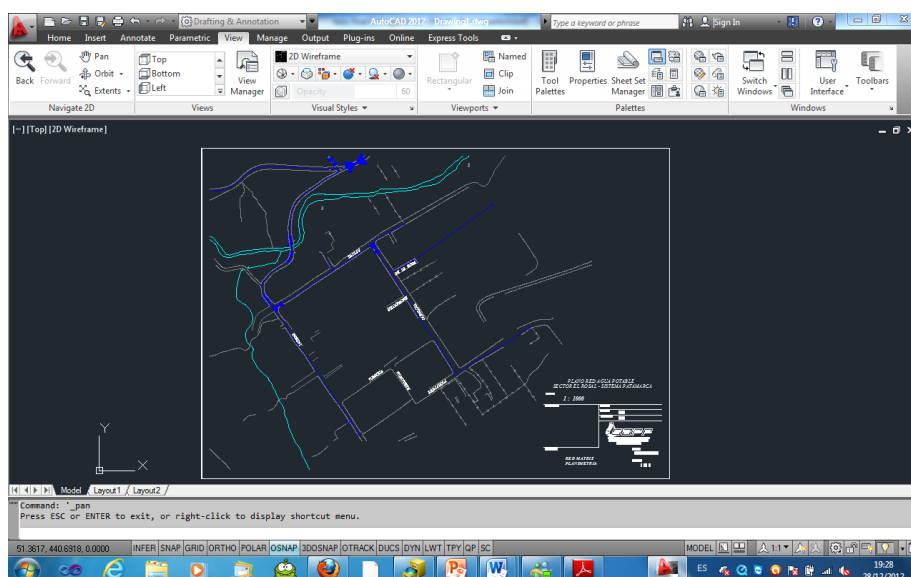 Drafting & Annotation
AutoCAD 2012 Drawing1.dwg
Type a keyword or phrase
Sign In
Home Insert Annotate Parametric View Manage Output Plug-ins Online Express Tools
Back Forward
Pan
Orbit
Extents
Navigate 2D
Top
Bottom
Left
View Manager
Views
2D Wireframe
Opacity 60
Visual Styles
Rectangular
Named
Clip
Join
Viewports
Tool Palettes
Properties
Sheet Set Manager
Palettes
Switch Windows
User Interface
Toolbars
Windows
[−] [Top] [2D Wireframe]
PLANO RED AGUA POTABLE
SECTOR EL ROSAL - SISTEMA PATAMARCA
1 : 1000
RED MATRIZ
PLANIMETRIA
Y
X
Model Layout1 Layout2
Command: '_pan
Press ESC or ENTER to exit, or right-click to display shortcut menu.
51.3617, 440.6918, 0.0000 INFER SNAP GRID ORTHO POLAR OSNAP 3DOSNAP OTRACK DUCS DYN LWT TPY QP SC MODEL 1:1
ES 19:28
28/12/2012